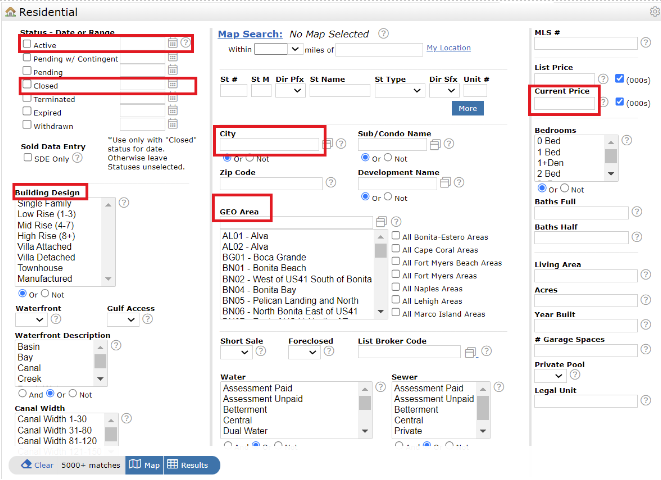 Residential
Status - Date or Range
Active
Pending w/ Contingent
Pending
Closed
Terminated
Expired
Withdrawn
Sold Data Entry
SDE Only
"Use only with "Closed"
status for date.
Otherwise leave
Statuses unselected.
Building Design
Single Family
Low Rise (1-3)
Mid Rise (4-7)
High Rise (8+)
Villa Attached
Villa Detached
Townhouse
Manufactured
Or Not
Waterfront Gulf Access
Waterfront Description
Basin
Bay
Canal
Creek
And Or Not
Canal Width
Canal Width 1-30
Canal Width 31-80
Canal Width 81-120
Map Search: No Map Selected
Within miles of My Location
St # St M Dir Pfx St Name St Type Dir Sfx Unit #
More
City Sub/Condo Name
Or Not Or Not
Zip Code Development Name
Or Not
GEO Area
AL01 - Alva
AL02 - Alva
BG01 - Boca Grande
BN01 - Bonita Beach
BN02 - West of US41 South of Bonita
BN04 - Bonita Bay
BN05 - Pelican Landing and North
BN06 - North Bonita East of US41
All Bonita-Estero Areas
All Cape Coral Areas
All Fort Myers Beach Areas
All Fort Myers Areas
All Naples Areas
All Lehigh Areas
All Marco Island Areas
Short Sale Foreclosed List Broker Code
Water
Assessment Paid
Assessment Unpaid
Betterment
Central
Dual Water
Sewer
Assessment Paid
Assessment Unpaid
Betterment
Central
Private
MLS #
List Price
(000s)
Current Price
(000s)
Bedrooms
0 Bed
1 Bed
1+Den
2 Bed
Or Not
Baths Full
Baths Half
Living Area
Acres
Year Built
# Garage Spaces
Private Pool
Legal Unit
Clear 5000+ matches Map Results